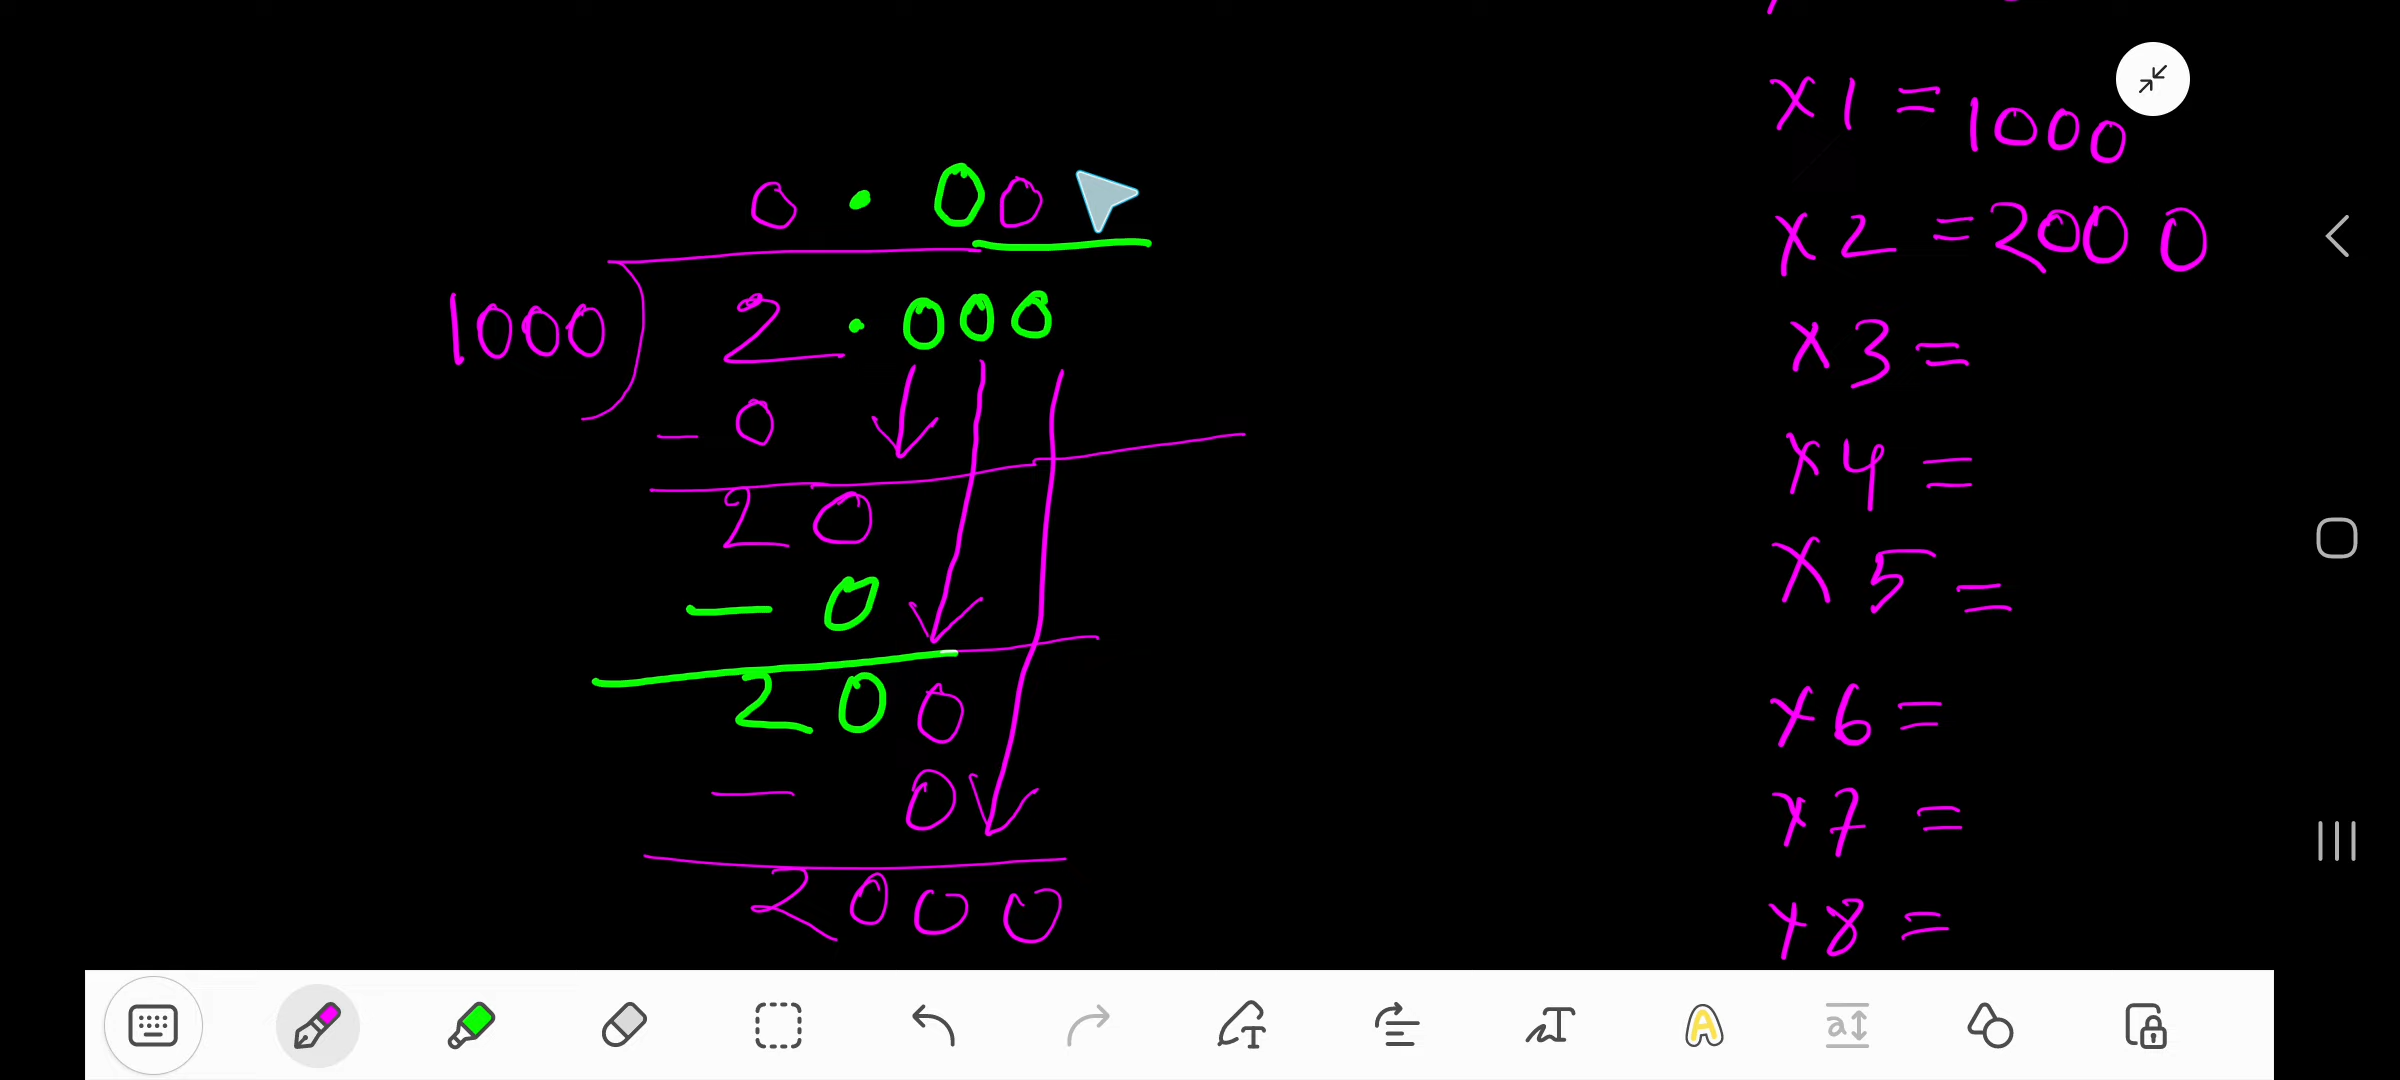 0.00
1000)2.000
- 0
20
- 0
200
- 0
2000
x1=1000
x2=2000
x3=
x4=
x5=
x6=
x7=
x8=